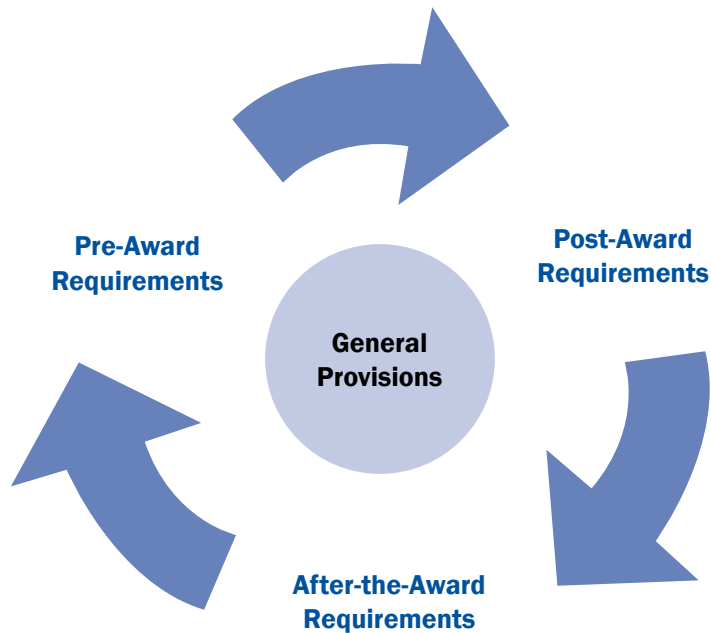 Pre-Award
Requirements
Post-Award
Requirements
General
Provisions
After-the-Award
Requirements